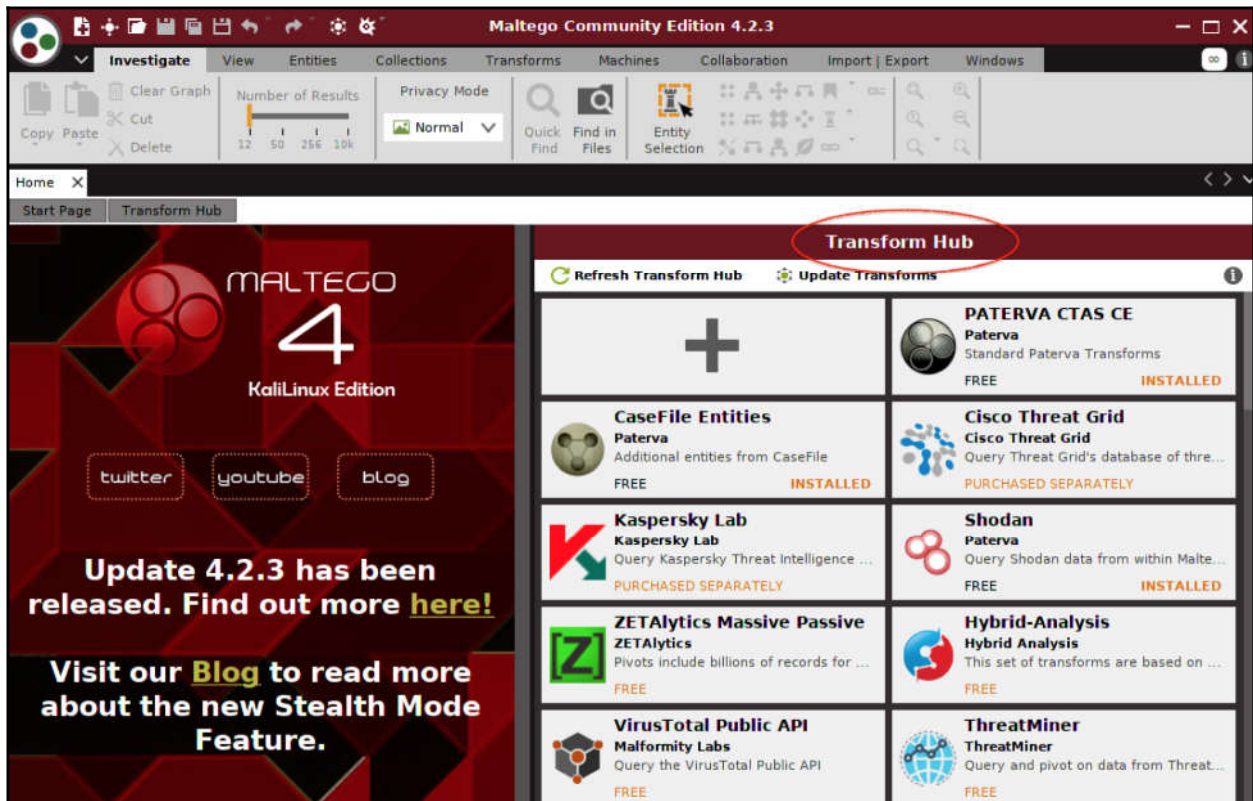 Maltego Community Edition 4.2.3
Investigate View Entities Collections Transforms Machines Collaboration Import | Export Windows
Copy Paste
Clear Graph
Cut
Delete
Number of Results
12 50 256 10k
Privacy Mode
Normal
Quick Find
Find in Files
Entity Selection
Home
Start Page Transform Hub
MALTEGO
4
KaliLinux Edition
twitter youtube blog
Update 4.2.3 has been
released. Find out more here!
Visit our Blog to read more
about the new Stealth Mode
Feature.
Transform Hub
Refresh Transform Hub Update Transforms
PATERVA CTAS CE
Paterva
Standard Paterva Transforms
FREE INSTALLED
CaseFile Entities
Paterva
Additional entities from CaseFile
FREE INSTALLED
Cisco Threat Grid
Cisco Threat Grid
Query Threat Grid's database of thre...
PURCHASED SEPARATELY
Kaspersky Lab
Kaspersky Lab
Query Kaspersky Threat Intelligence ...
PURCHASED SEPARATELY
Shodan
Paterva
Query Shodan data from within Malte...
FREE INSTALLED
ZETAlytics Massive Passive
ZETAlytics
Pivots include billions of records for ...
FREE
Hybrid-Analysis
Hybrid Analysis
This set of transforms are based on ...
FREE
VirusTotal Public API
Malformity Labs
Query the VirusTotal Public API
FREE
ThreatMiner
ThreatMiner
Query and pivot on data from Threat...
FREE